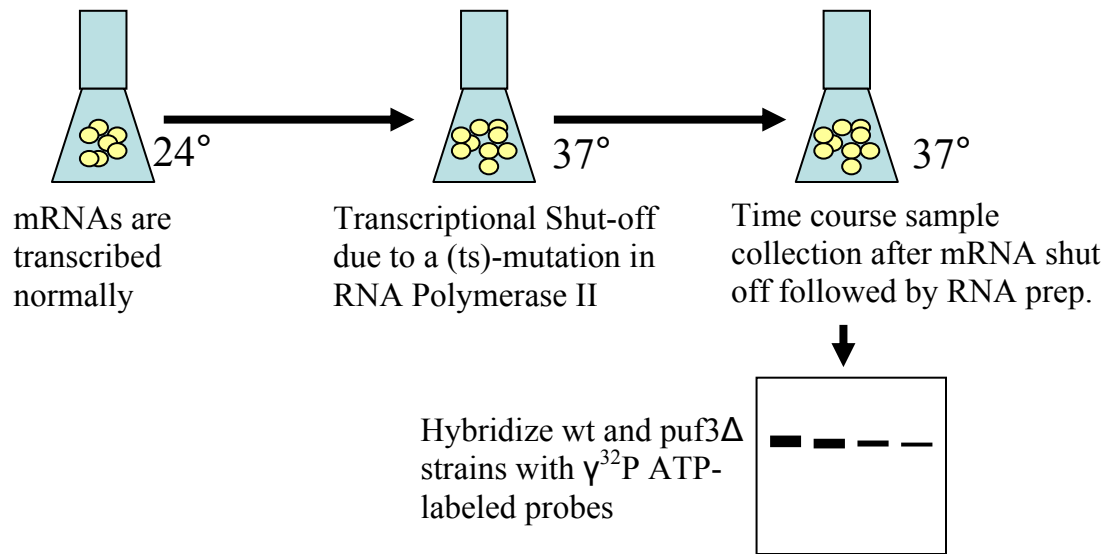 24°
37°
37°
mRNAs are
transcribed
normally
Transcriptional Shut-off
due to a (ts)-mutation in
RNA Polymerase II
Time course sample
collection after mRNA shut
off followed by RNA prep.
Hybridize wt and puf3Δ
strains with γ³²P ATP-
labeled probes